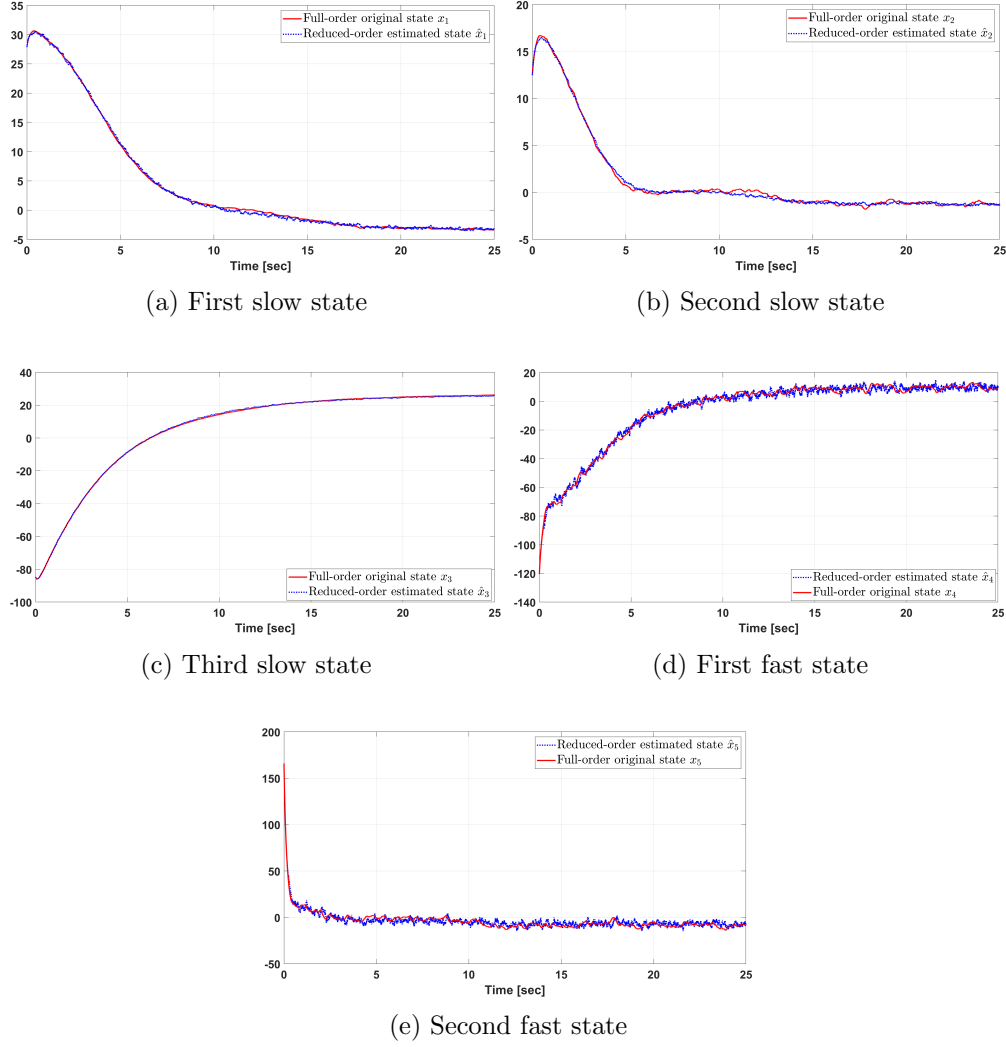 35
30
25
20
15
10
5
0
-5
0 5 10 15 20 25
Time [sec]
Full-order original state x₁
Reduced-order estimated state x̂₁
(a) First slow state
20
15
10
5
0
-5
0 5 10 15 20 25
Time [sec]
Full-order original state x₂
Reduced-order estimated state x̂₂
(b) Second slow state
40
20
0
-20
-40
-60
-80
-100
0 5 10 15 20 25
Time [sec]
Full-order original state x₃
Reduced-order estimated state x̂₃
(c) Third slow state
20
0
-20
-40
-60
-80
-100
-120
-140
0 5 10 15 20 25
Time [sec]
Reduced-order estimated state x̂₄
Full-order original state x₄
(d) First fast state
200
150
100
50
0
-50
0 5 10 15 20 25
Time [sec]
Reduced-order estimated state x̂₅
Full-order original state x₅
(e) Second fast state